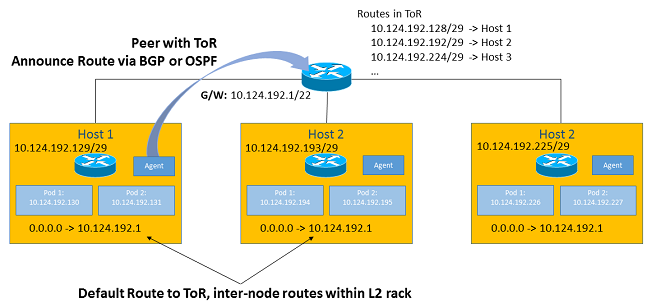 Routes in ToR
10.124.192.128/29 -> Host 1
10.124.192.192/29 -> Host 2
10.124.192.224/29 -> Host 3
...
Peer with ToR
Announce Route via BGP or OSPF
G/W: 10.124.192.1/22
Host 1
10.124.192.129/29
Agent
Pod 1:
10.124.192.130
Pod 2:
10.124.192.131
0.0.0.0 -> 10.124.192.1
Host 2
10.124.192.193/29
Agent
Pod 1:
10.124.192.194
Pod 2:
10.124.192.195
0.0.0.0 -> 10.124.192.1
Host 2
10.124.192.225/29
Agent
Pod 1:
10.124.192.226
Pod 2:
10.124.192.227
0.0.0.0 -> 10.124.192.1
Default Route to ToR, inter-node routes within L2 rack